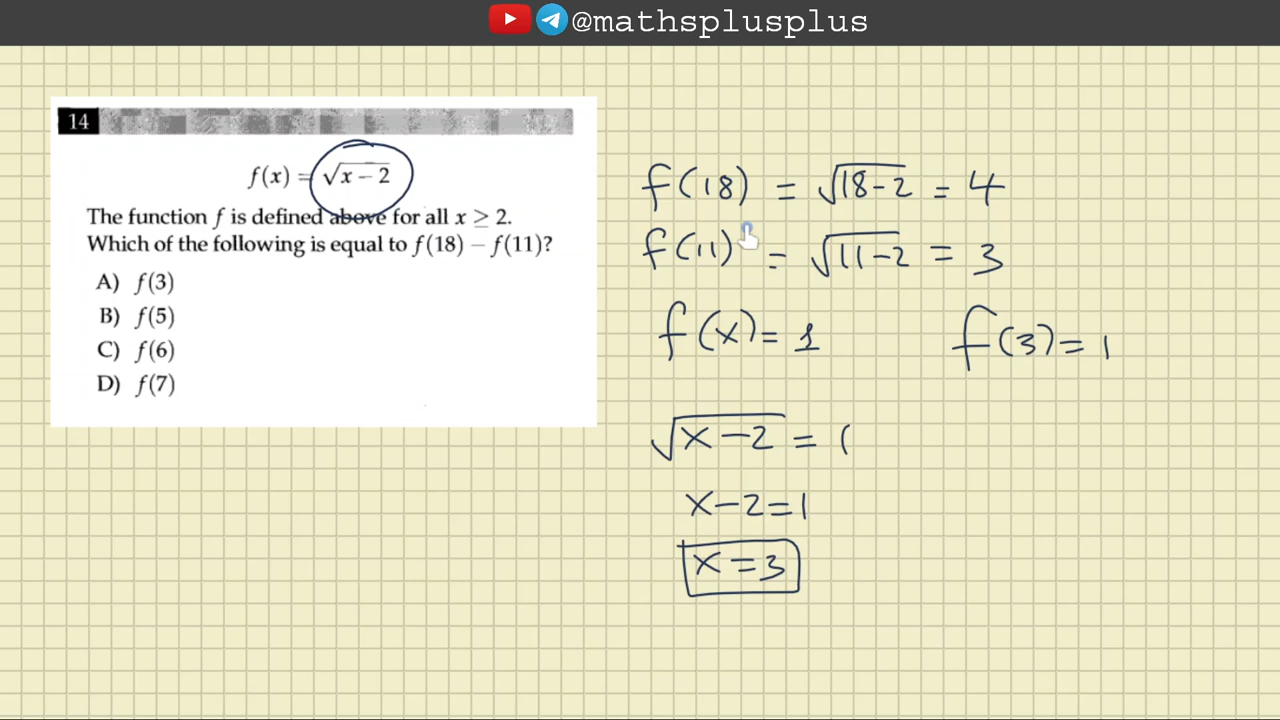 @mathsplusplus
14
f(x) = √x − 2
The function f is defined above for all x ≥ 2.
Which of the following is equal to f(18) − f(11)?
A) f(3)
B) f(5)
C) f(6)
D) f(7)
f(18) = √18-2 = 4
f(11) = √11-2 = 3
f(x) = 1
f(3) = 1
√x-2 = 1
x-2=1
x=3